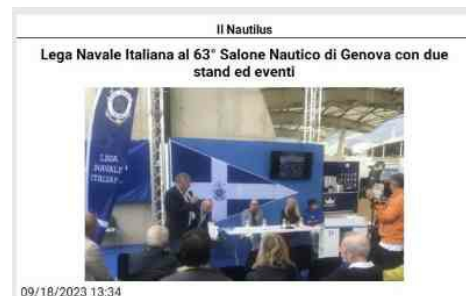 Il Nautilus
Lega Navale Italiana al 63° Salone Nautico di Genova con due
stand ed eventi
LEGA
NAVALE
ITALIANA
09/18/2023 13:34